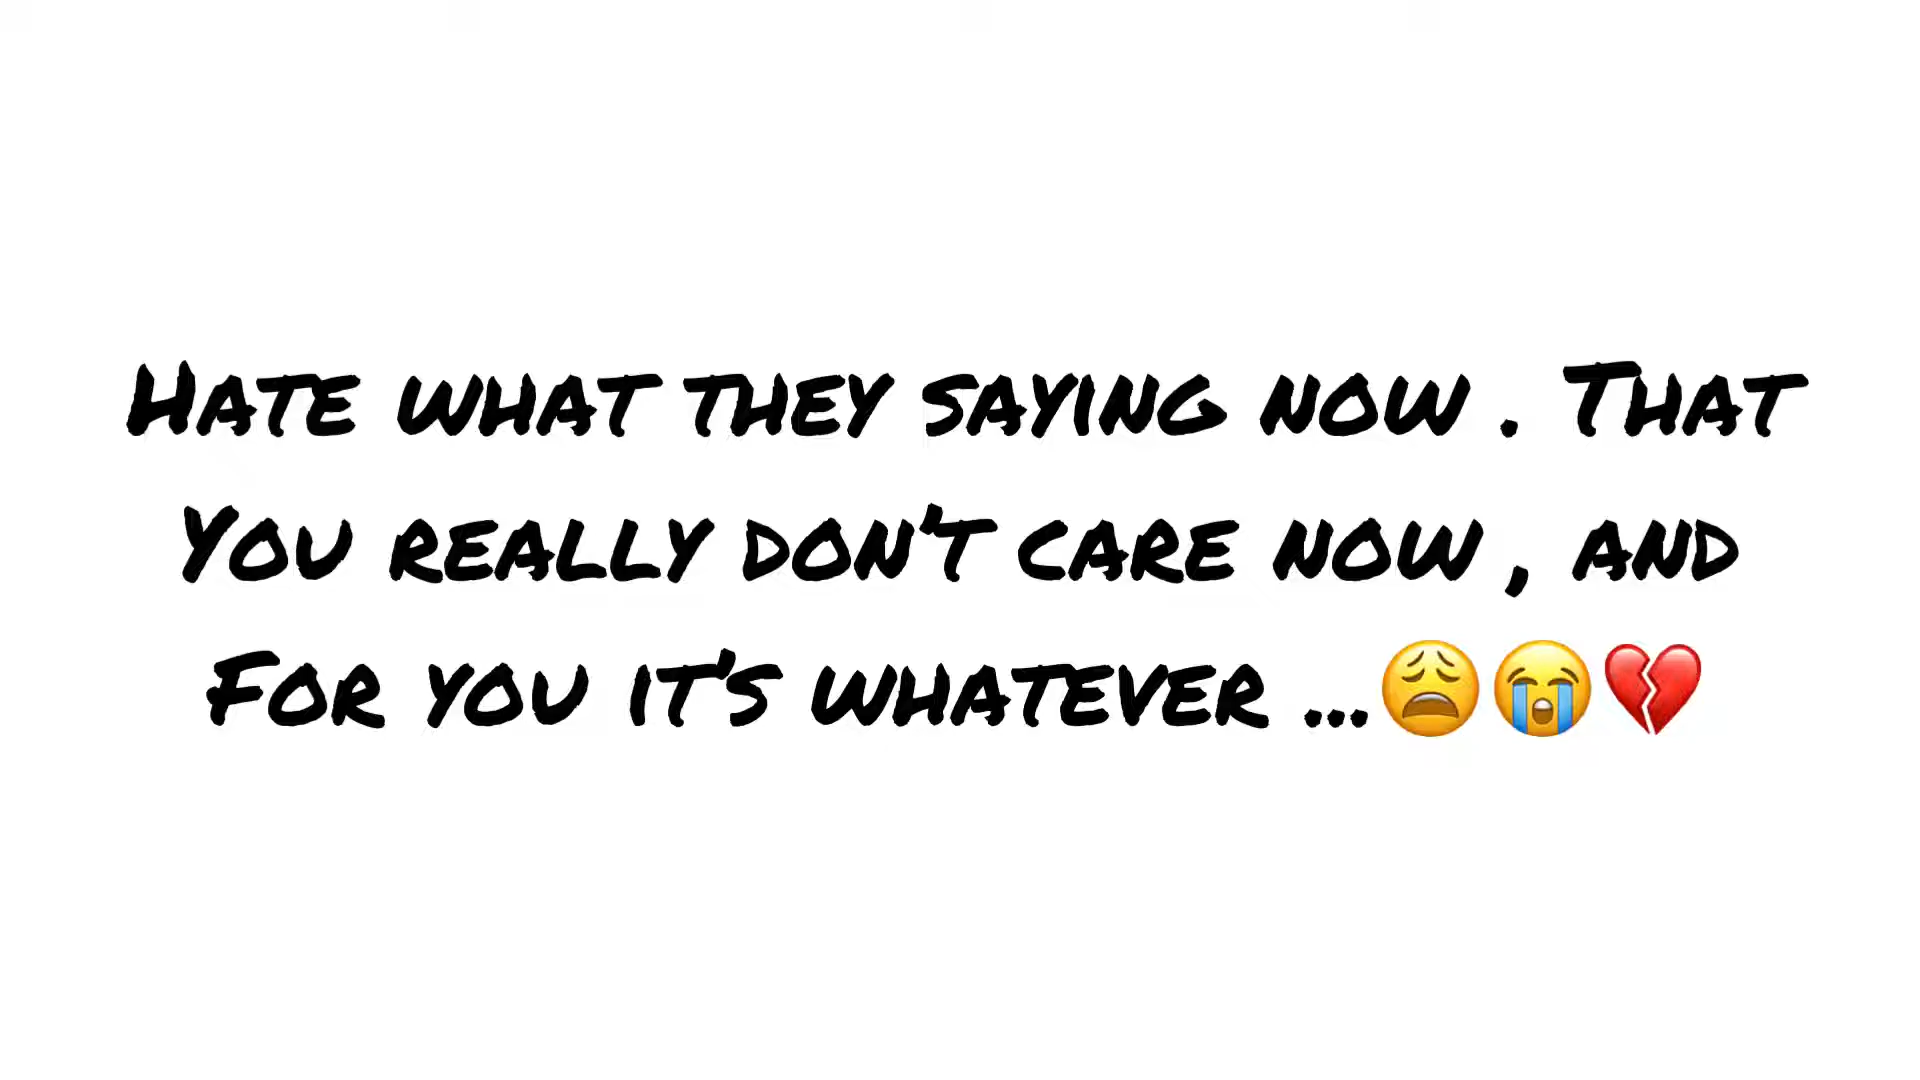 Hate what they saying now . That
You really don't care now , and
For you it's whatever ...😩😭💔